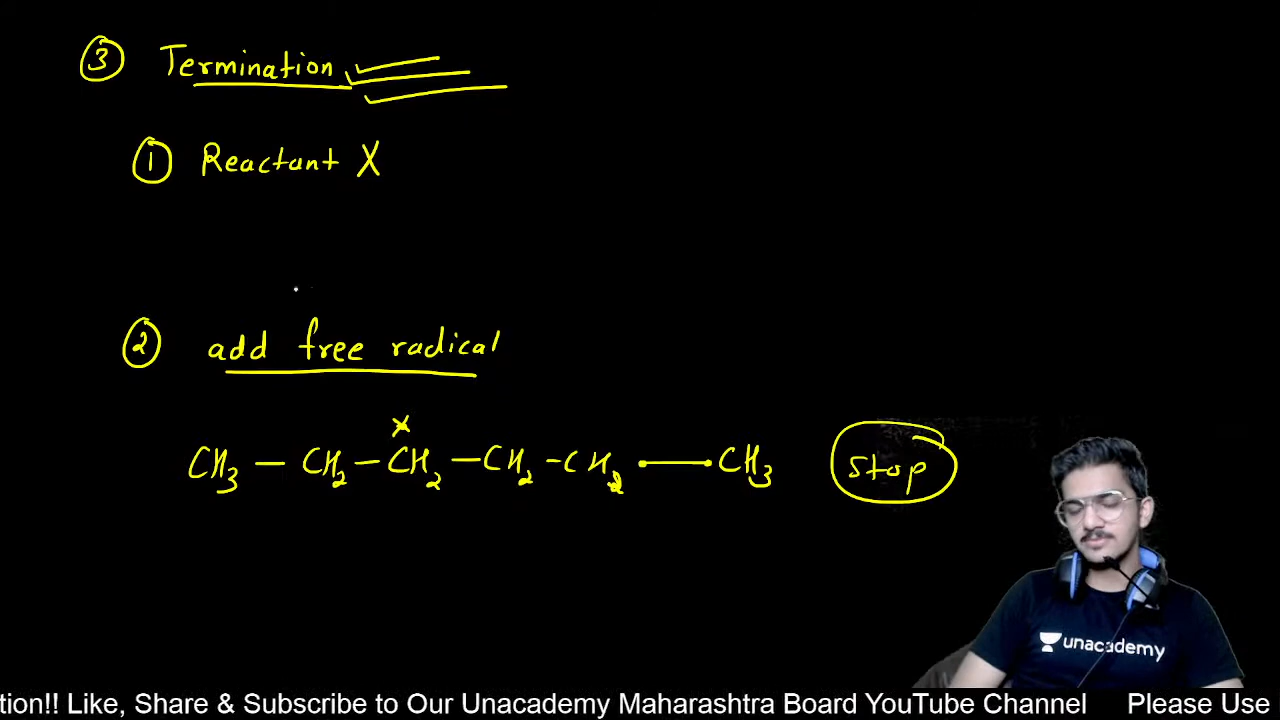 ③ Termination
① Reactant X
② add free radical
x
CH₃ — CH₂ — CH₂ — CH₂ - CH₂ •—• CH₃ Stop
unacademy
tion!! Like, Share & Subscribe to Our Unacademy Maharashtra Board YouTube Channel Please Use